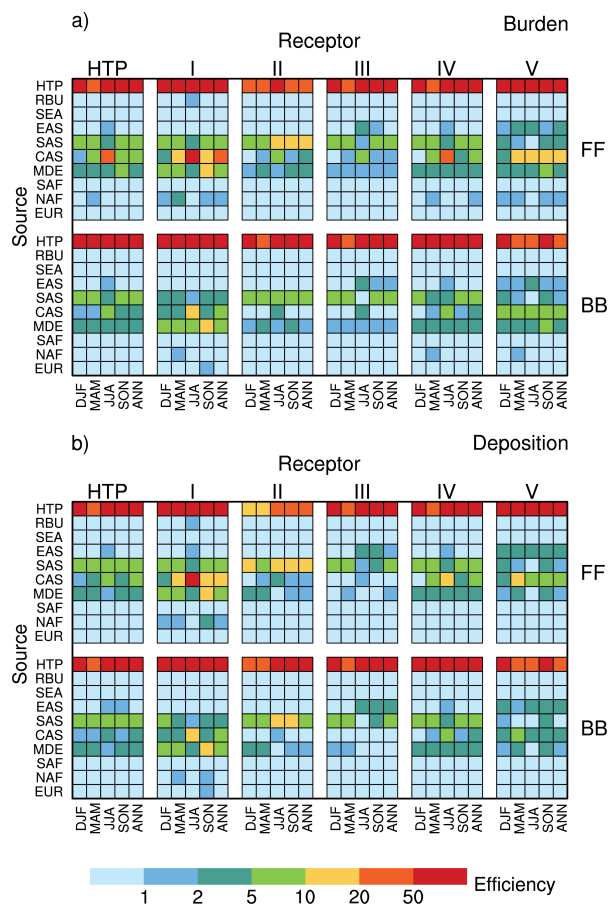 a)
Burden
Receptor
HTP I II III IV V
Source
HTP
RBU
SEA
EAS
SAS
CAS
MDE
SAF
NAF
EUR
FF
HTP
RBU
SEA
EAS
SAS
CAS
MDE
SAF
NAF
EUR
BB
DJF MAM JJA SON ANN DJF MAM JJA SON ANN DJF MAM JJA SON ANN DJF MAM JJA SON ANN DJF MAM JJA SON ANN DJF MAM JJA SON ANN
b)
Deposition
Receptor
HTP I II III IV V
Source
HTP
RBU
SEA
EAS
SAS
CAS
MDE
SAF
NAF
EUR
FF
HTP
RBU
SEA
EAS
SAS
CAS
MDE
SAF
NAF
EUR
BB
DJF MAM JJA SON ANN DJF MAM JJA SON ANN DJF MAM JJA SON ANN DJF MAM JJA SON ANN DJF MAM JJA SON ANN DJF MAM JJA SON ANN
Efficiency
1 2 5 10 20 50